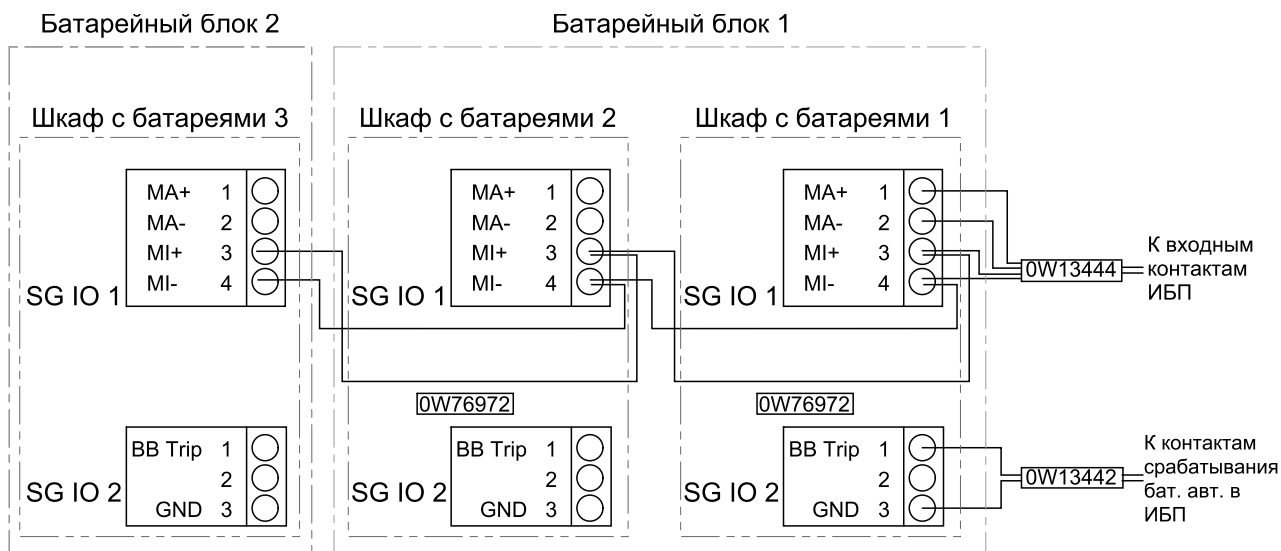 Батарейный блок 2
Батарейный блок 1
Шкаф с батареями 3
Шкаф с батареями 2
Шкаф с батареями 1
MA+ 1
MA- 2
MI+ 3
MI- 4
SG IO 1
MA+ 1
MA- 2
MI+ 3
MI- 4
SG IO 1
MA+ 1
MA- 2
MI+ 3
MI- 4
SG IO 1
0W13444
К входным
контактам
ИБП
0W76972
0W76972
BB Trip 1
2
GND 3
SG IO 2
BB Trip 1
2
GND 3
SG IO 2
BB Trip 1
2
GND 3
SG IO 2
0W13442
К контактам
срабатывания
бат. авт. в
ИБП